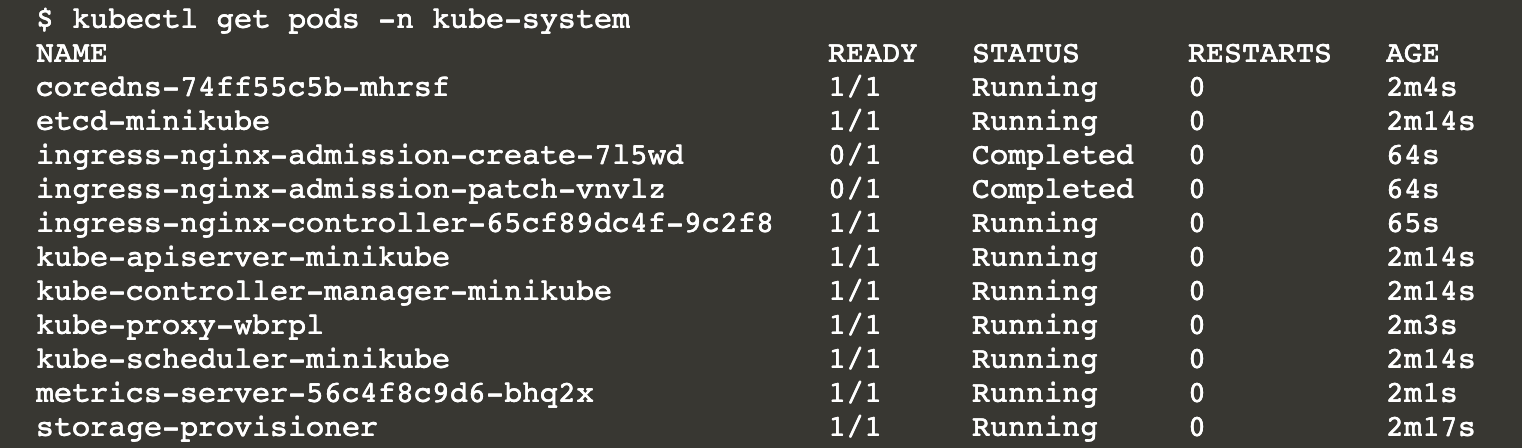 $ kubectl get pods -n kube-system
NAME READY STATUS RESTARTS AGE
coredns-74ff55c5b-mhrsf 1/1 Running 0 2m4s
etcd-minikube 1/1 Running 0 2m14s
ingress-nginx-admission-create-7l5wd 0/1 Completed 0 64s
ingress-nginx-admission-patch-vnvlz 0/1 Completed 0 64s
ingress-nginx-controller-65cf89dc4f-9c2f8 1/1 Running 0 65s
kube-apiserver-minikube 1/1 Running 0 2m14s
kube-controller-manager-minikube 1/1 Running 0 2m14s
kube-proxy-wbrpl 1/1 Running 0 2m3s
kube-scheduler-minikube 1/1 Running 0 2m14s
metrics-server-56c4f8c9d6-bhq2x 1/1 Running 0 2m1s
storage-provisioner 1/1 Running 0 2m17s